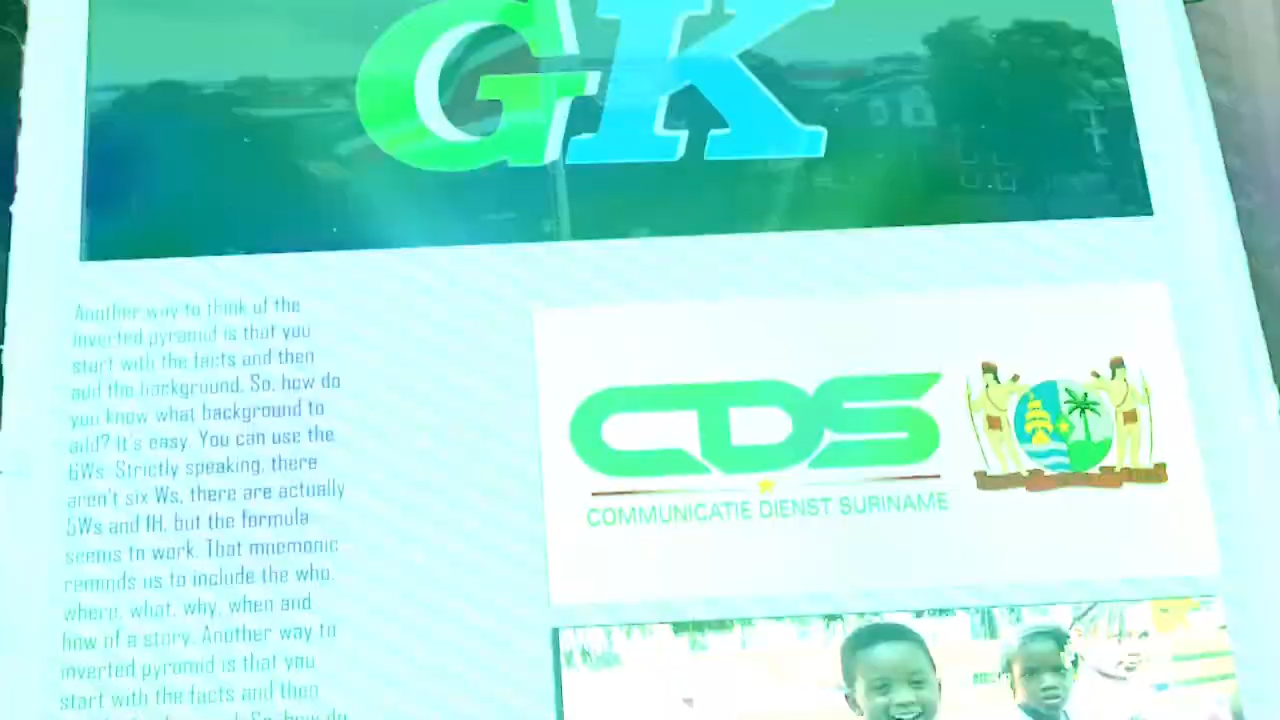 GK
Another way to think of the
inverted pyramid is that you
start with the facts and then
add the background. So, how do
you know what background to
add? It's easy. You can use the
6Ws. Strictly speaking, there
aren't six Ws, there are actually
5Ws and 1H, but the formula
seems to work. That mnemonic
reminds us to include the who,
where, what, why, when and
how of a story. Another way to
inverted pyramid is that you
start with the facts and then
So, how do
CDS
COMMUNICATIE DIENST SURINAME